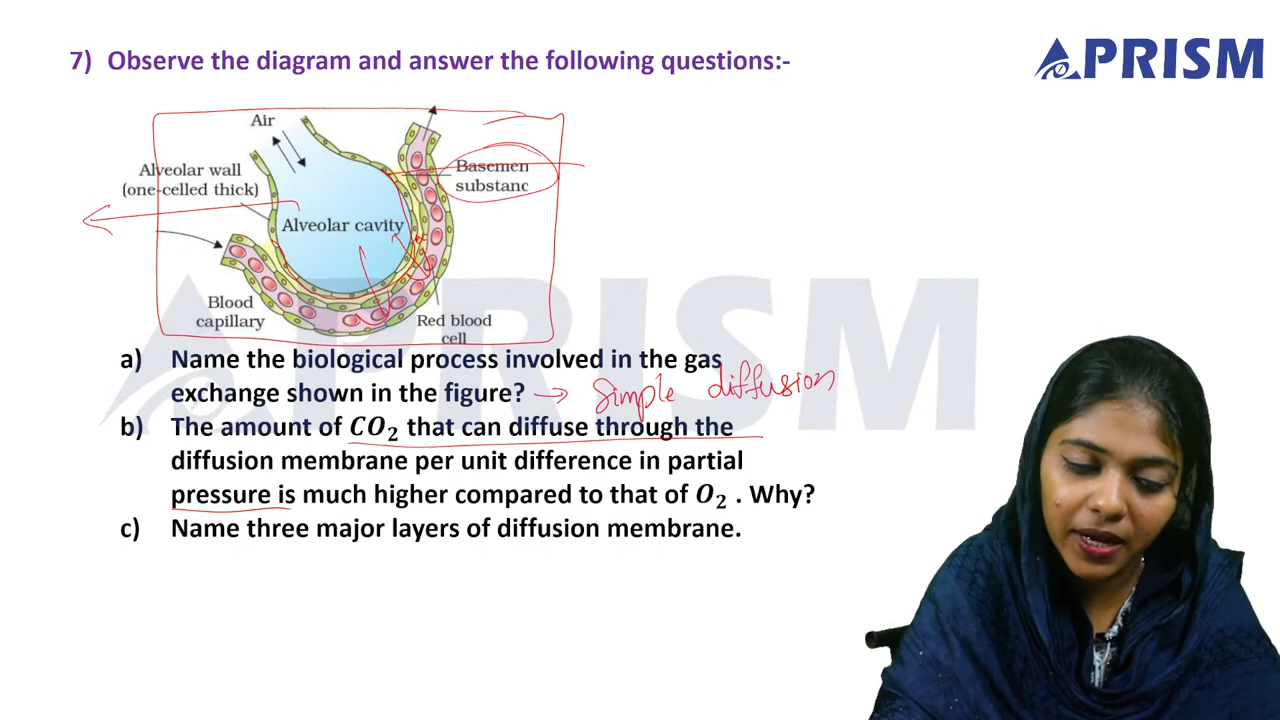 7) Observe the diagram and answer the following questions:-
PRISM
Air
Alveolar wall
(one-celled thick)
Basemen
substanc
Alveolar cavity
Blood
capillary
Red blood
cell
a) Name the biological process involved in the gas
exchange shown in the figure? → Simple diffusion
b) The amount of CO₂ that can diffuse through the
diffusion membrane per unit difference in partial
pressure is much higher compared to that of O₂ . Why?
c) Name three major layers of diffusion membrane.
PRISM